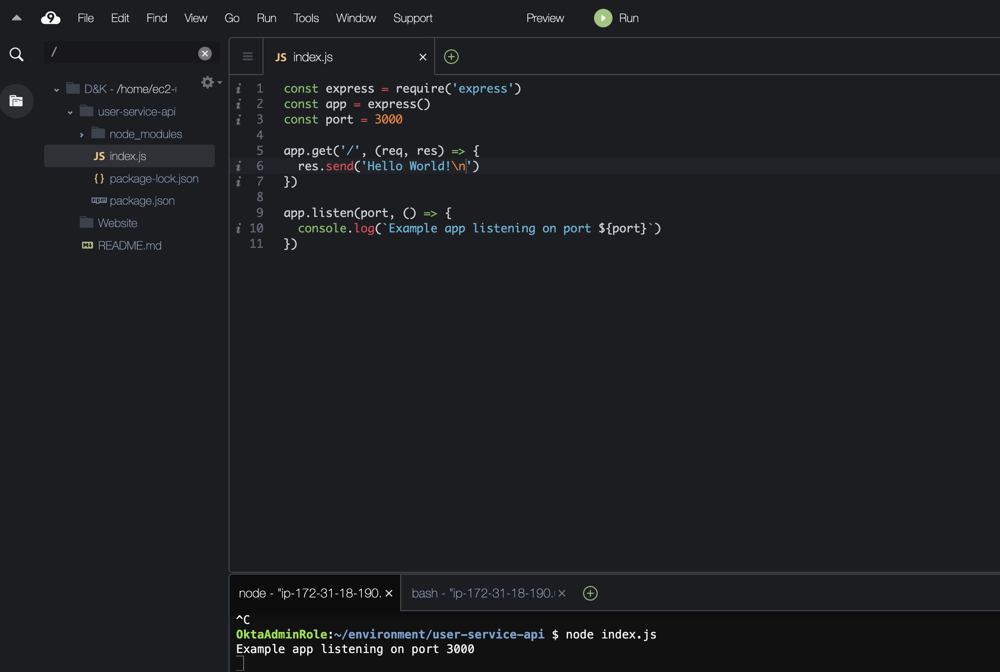 9 File Edit Find View Go Run Tools Window Support Preview Run
/
D&K - /home/ec2-
user-service-api
node_modules
JS index.js
{} package-lock.json
package.json
Website
M↓ README.md
JS index.js ×
i 1 const express = require('express')
i 2 const app = express()
i 3 const port = 3000
4
5 app.get('/', (req, res) => {
i 6   res.send('Hello World!\n')
i 7 })
8
9 app.listen(port, () => {
i 10   console.log(`Example app listening on port ${port}`)
11 })
node - "ip-172-31-18-190. × bash - "ip-172-31-18-190. ×
^C
OktaAdminRole:~/environment/user-service-api $ node index.js
Example app listening on port 3000